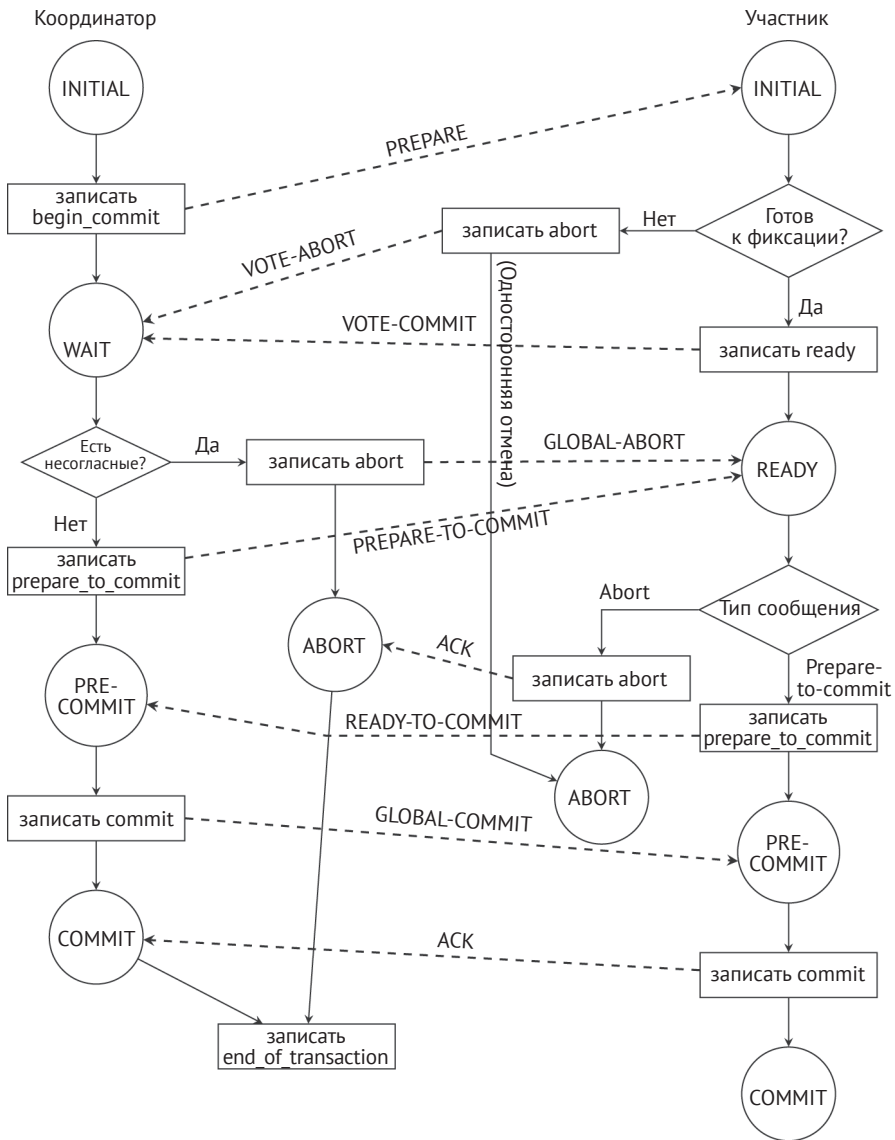 Координатор
Участник
INITIAL
INITIAL
PREPARE
записать
begin_commit
Готов
к фиксации?
Нет
записать abort
VOTE-ABORT
(Односторонняя отмена)
Да
VOTE-COMMIT
записать ready
WAIT
Есть
несогласные?
Да
записать abort
GLOBAL-ABORT
READY
Нет
PREPARE-TO-COMMIT
записать
prepare_to_commit
Abort
Тип сообщения
ABORT
ACK
записать abort
Prepare-
to-commit
PRE-
COMMIT
READY-TO-COMMIT
записать
prepare_to_commit
ABORT
записать commit
GLOBAL-COMMIT
PRE-
COMMIT
COMMIT
ACK
записать commit
записать
end_of_transaction
COMMIT